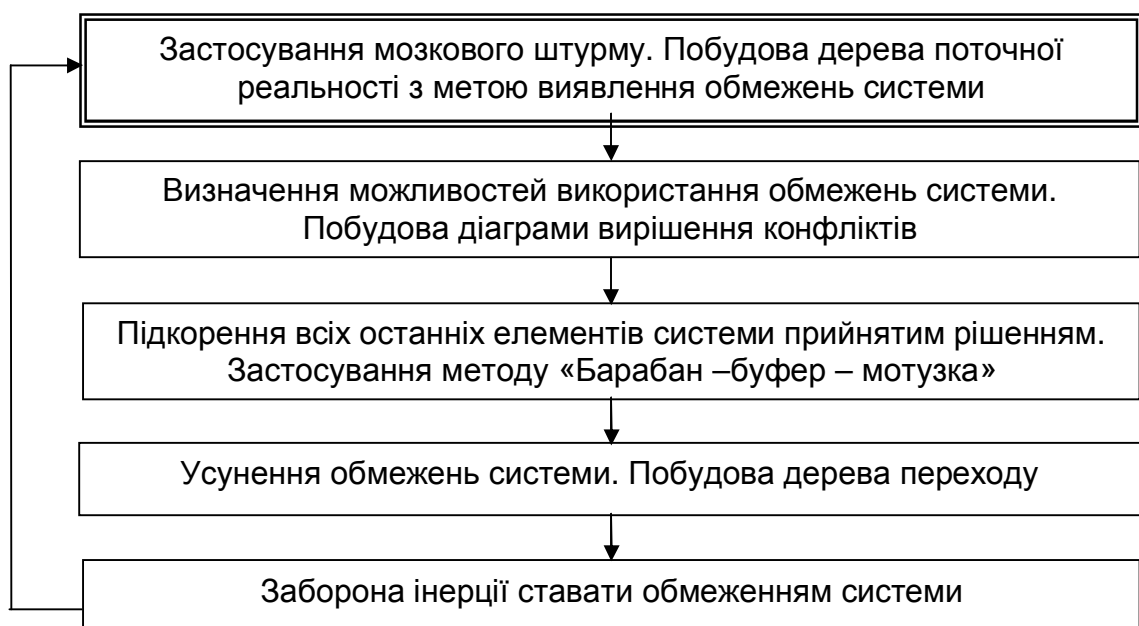 Застосування мозкового штурму. Побудова дерева поточної
реальності з метою виявлення обмежень системи
Визначення можливостей використання обмежень системи.
Побудова діаграми вирішення конфліктів
Підкорення всіх останніх елементів системи прийнятим рішенням.
Застосування методу «Барабан –буфер – мотузка»
Усунення обмежень системи. Побудова дерева переходу
Заборона інерції ставати обмеженням системи